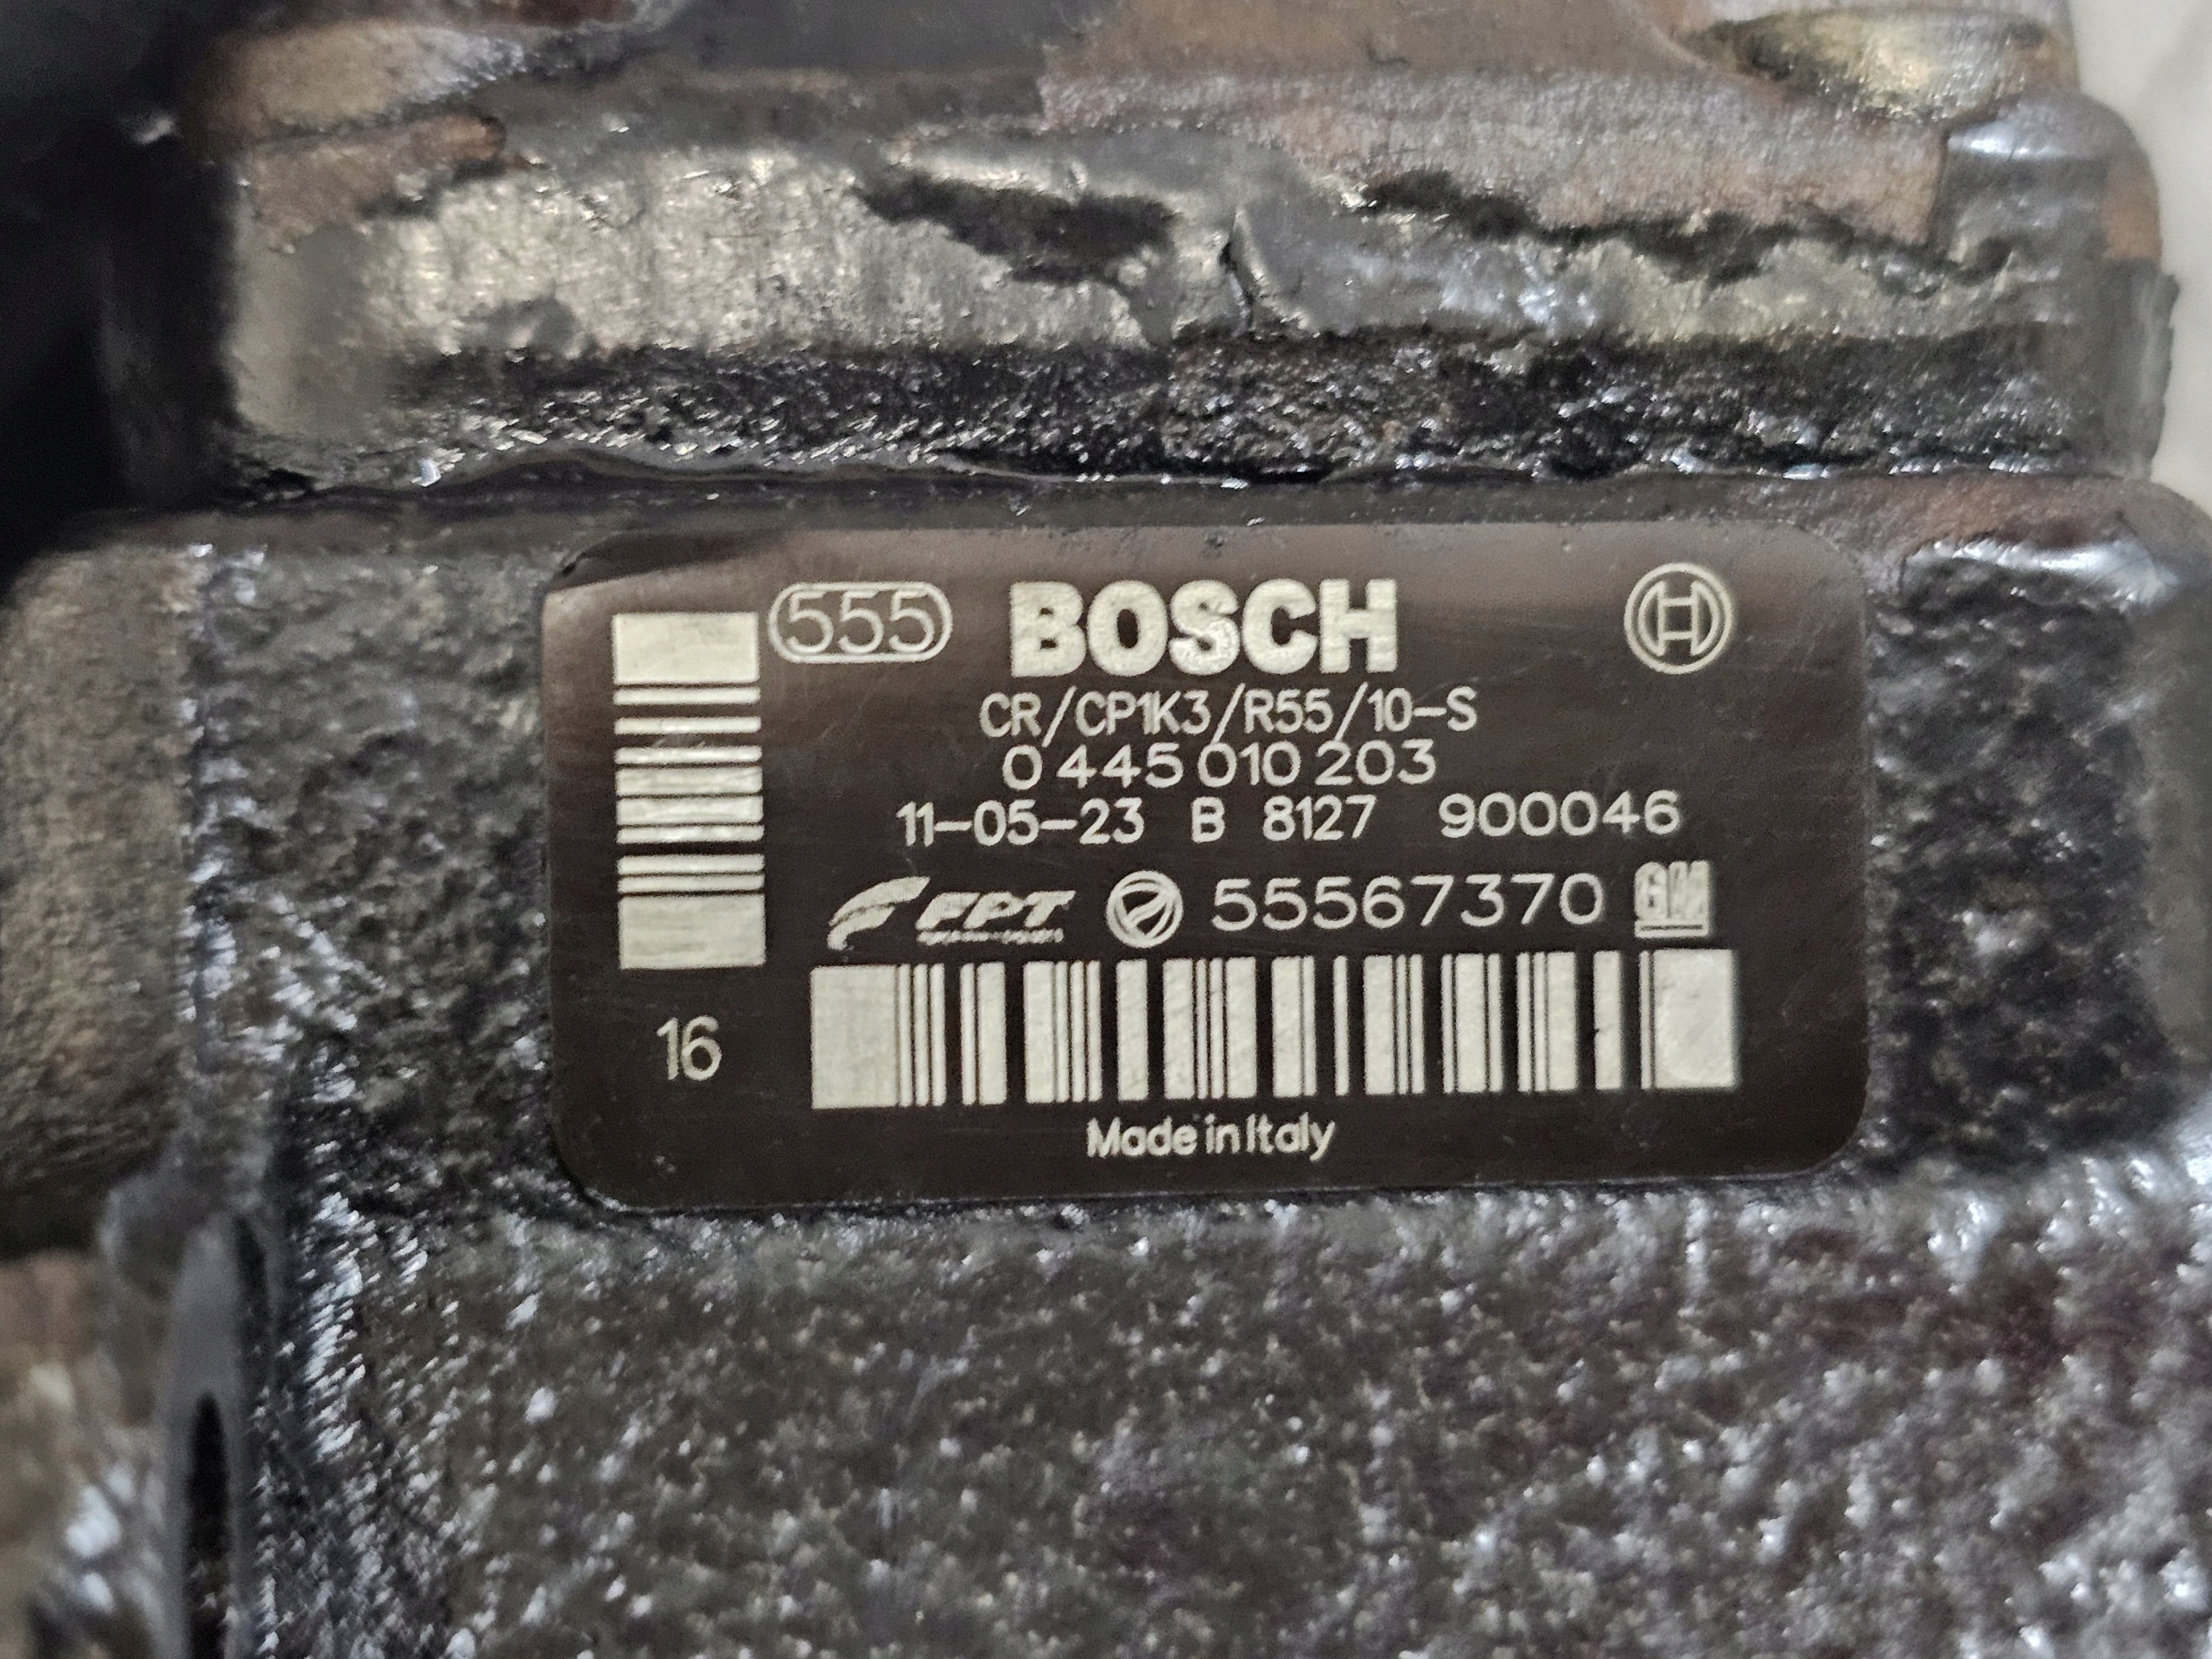 555 BOSCH
CR/CP1K3/R55/10-S
0 445 010 203
11-05-23 B 8127 900046
FPT 55567370 GM
16
Made in Italy